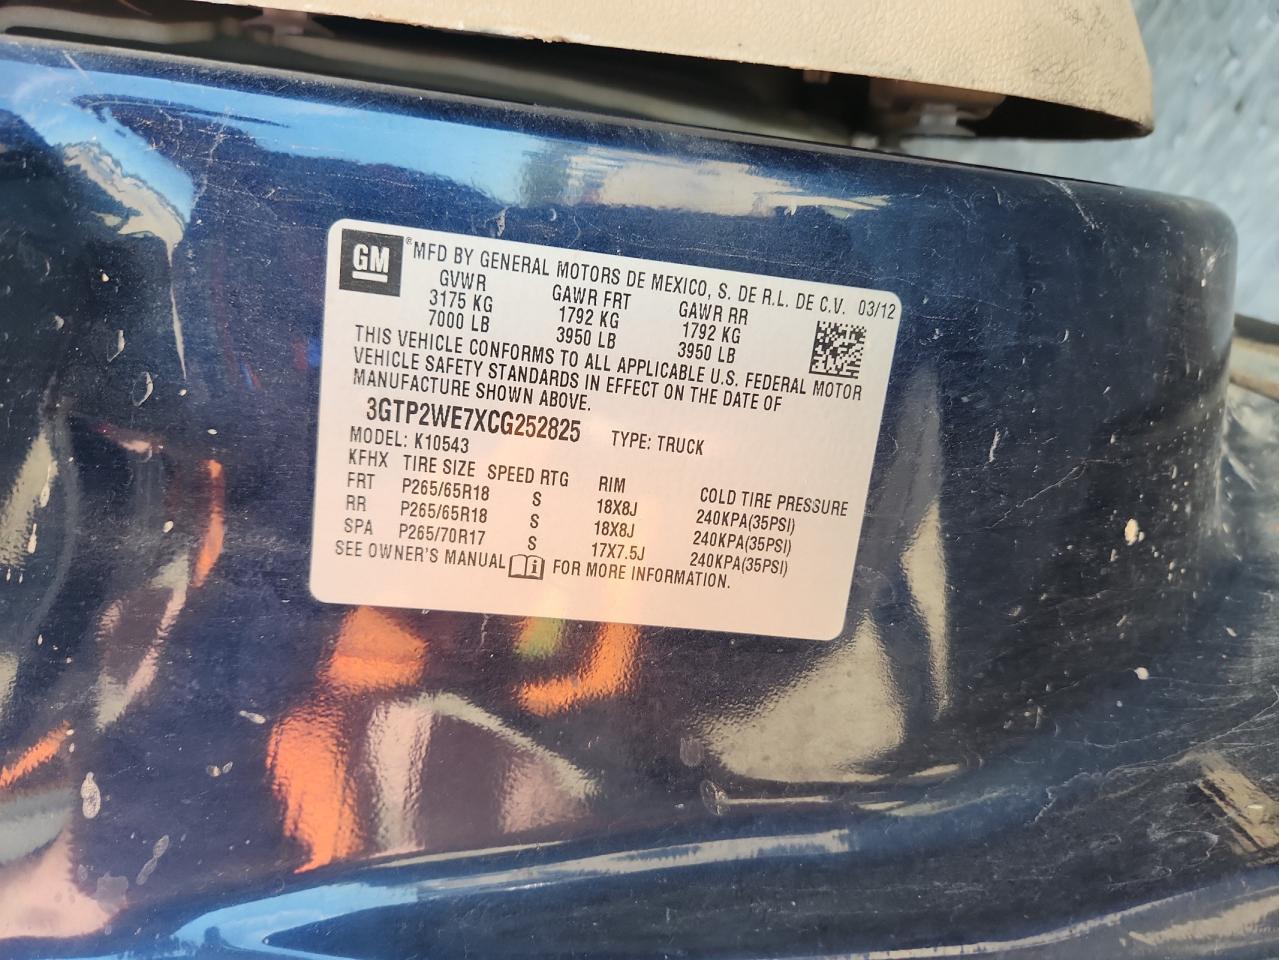 GM ® MFD BY GENERAL MOTORS DE MEXICO, S. DE R.L. DE C.V. 03/12
GVWR GAWR FRT GAWR RR
3175 KG 1792 KG 1792 KG
7000 LB 3950 LB 3950 LB
THIS VEHICLE CONFORMS TO ALL APPLICABLE U.S. FEDERAL MOTOR
VEHICLE SAFETY STANDARDS IN EFFECT ON THE DATE OF
MANUFACTURE SHOWN ABOVE.
3GTP2WE7XCG252825 TYPE: TRUCK
MODEL: K10543
KFHX TIRE SIZE SPEED RTG RIM COLD TIRE PRESSURE
FRT P265/65R18 S 18X8J 240KPA(35PSI)
RR P265/65R18 S 18X8J 240KPA(35PSI)
SPA P265/70R17 S 17X7.5J 240KPA(35PSI)
SEE OWNER'S MANUAL i FOR MORE INFORMATION.